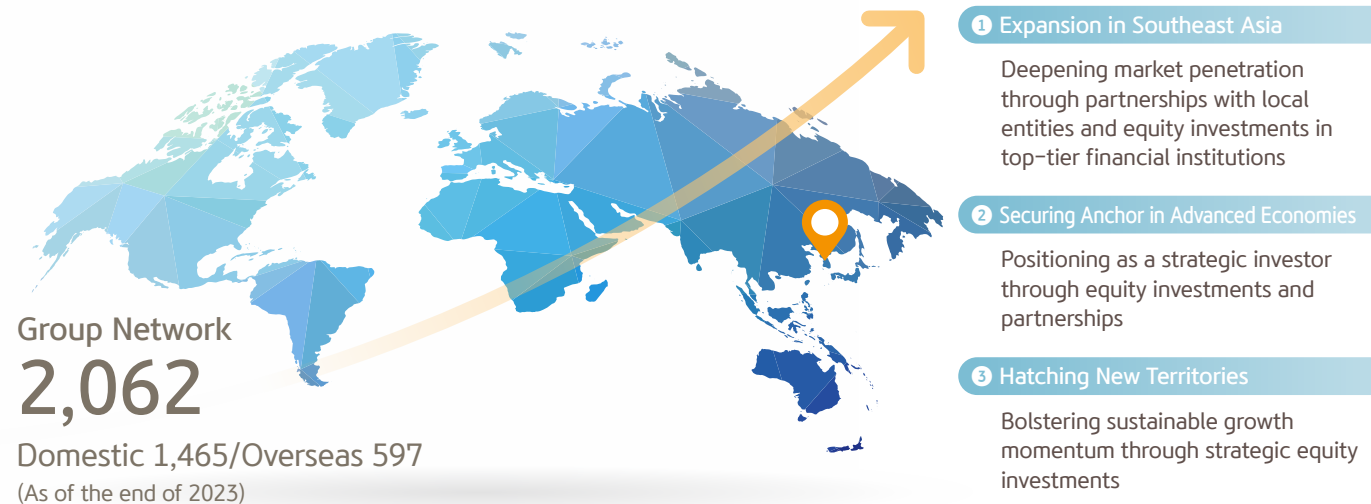 Group Network
2,062
Domestic 1,465/Overseas 597
(As of the end of 2023)
1 Expansion in Southeast Asia
Deepening market penetration
through partnerships with local
entities and equity investments in
top-tier financial institutions
2 Securing Anchor in Advanced Economies
Positioning as a strategic investor
through equity investments and
partnerships
3 Hatching New Territories
Bolstering sustainable growth
momentum through strategic equity
investments